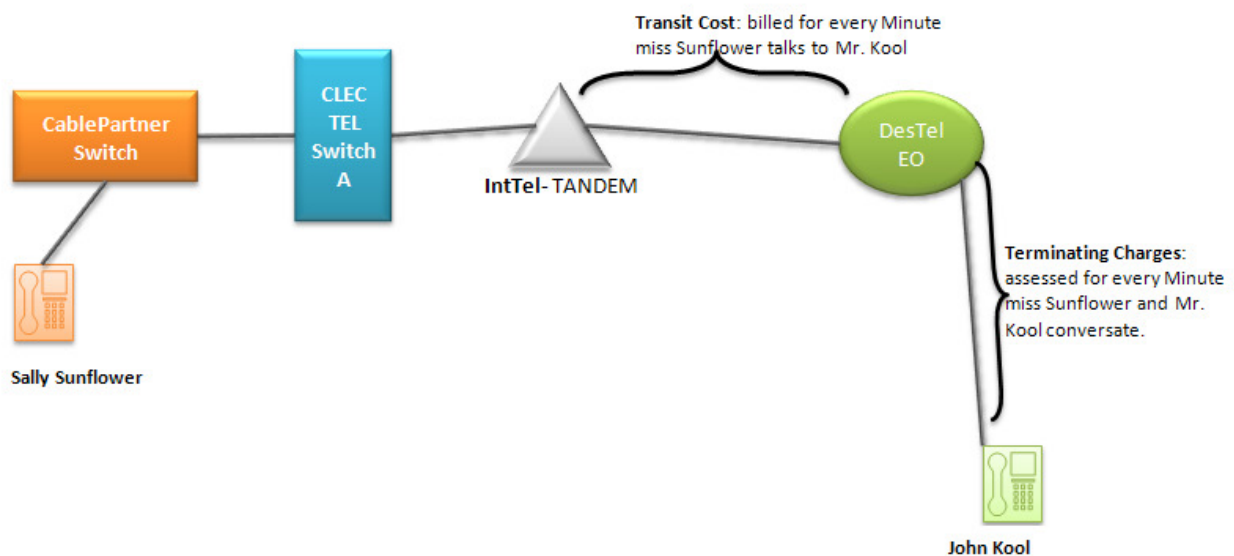 Transit Cost: billed for every Minute
miss Sunflower talks to Mr. Kool
CablePartner
Switch
CLEC
TEL
Switch
A
IntTel- TANDEM
DesTel
EO
Terminating Charges:
assessed for every Minute
miss Sunflower and Mr.
Kool conversate.
Sally Sunflower
John Kool